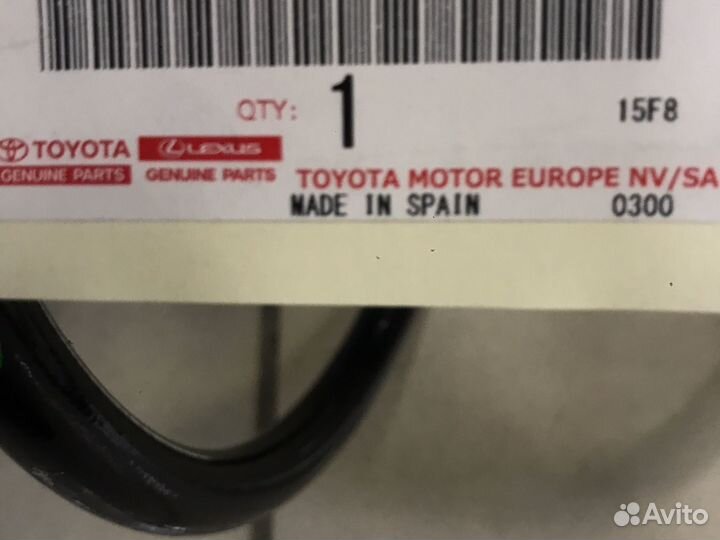 QTY: 1 15F8
TOYOTA LEXUS
GENUINE PARTS GENUINE PARTS TOYOTA MOTOR EUROPE NV/SA
MADE IN SPAIN 0300
Avito